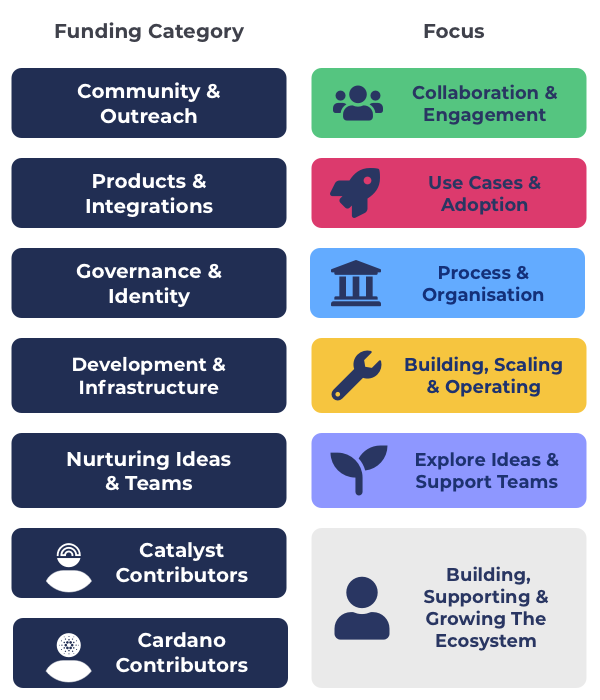 Funding Category
Focus
Community &
Outreach
Collaboration &
Engagement
Products &
Integrations
Use Cases &
Adoption
Governance &
Identity
Process &
Organisation
Development &
Infrastructure
Building, Scaling
& Operating
Nurturing Ideas
& Teams
Explore Ideas &
Support Teams
Catalyst
Contributors
Cardano
Contributors
Building,
Supporting &
Growing The
Ecosystem